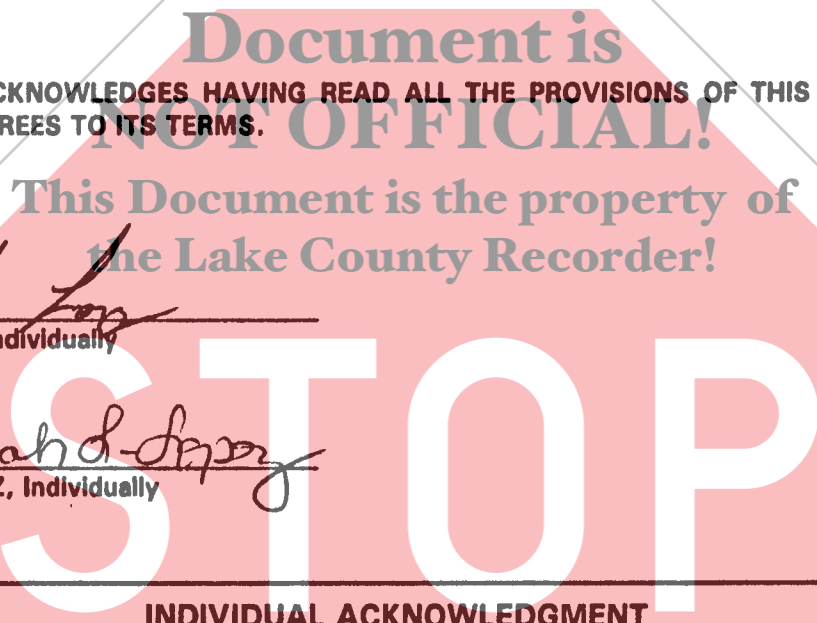 Document is
CKNOWLEDGES HAVING READ ALL THE PROVISIONS OF THIS
NOT OFFICIAL!
REES TO ITS TERMS.
This Document is the property of
the Lake County Recorder!
ndividually
STOP
Z, Individually
INDIVIDUAL ACKNOWLEDGMENT